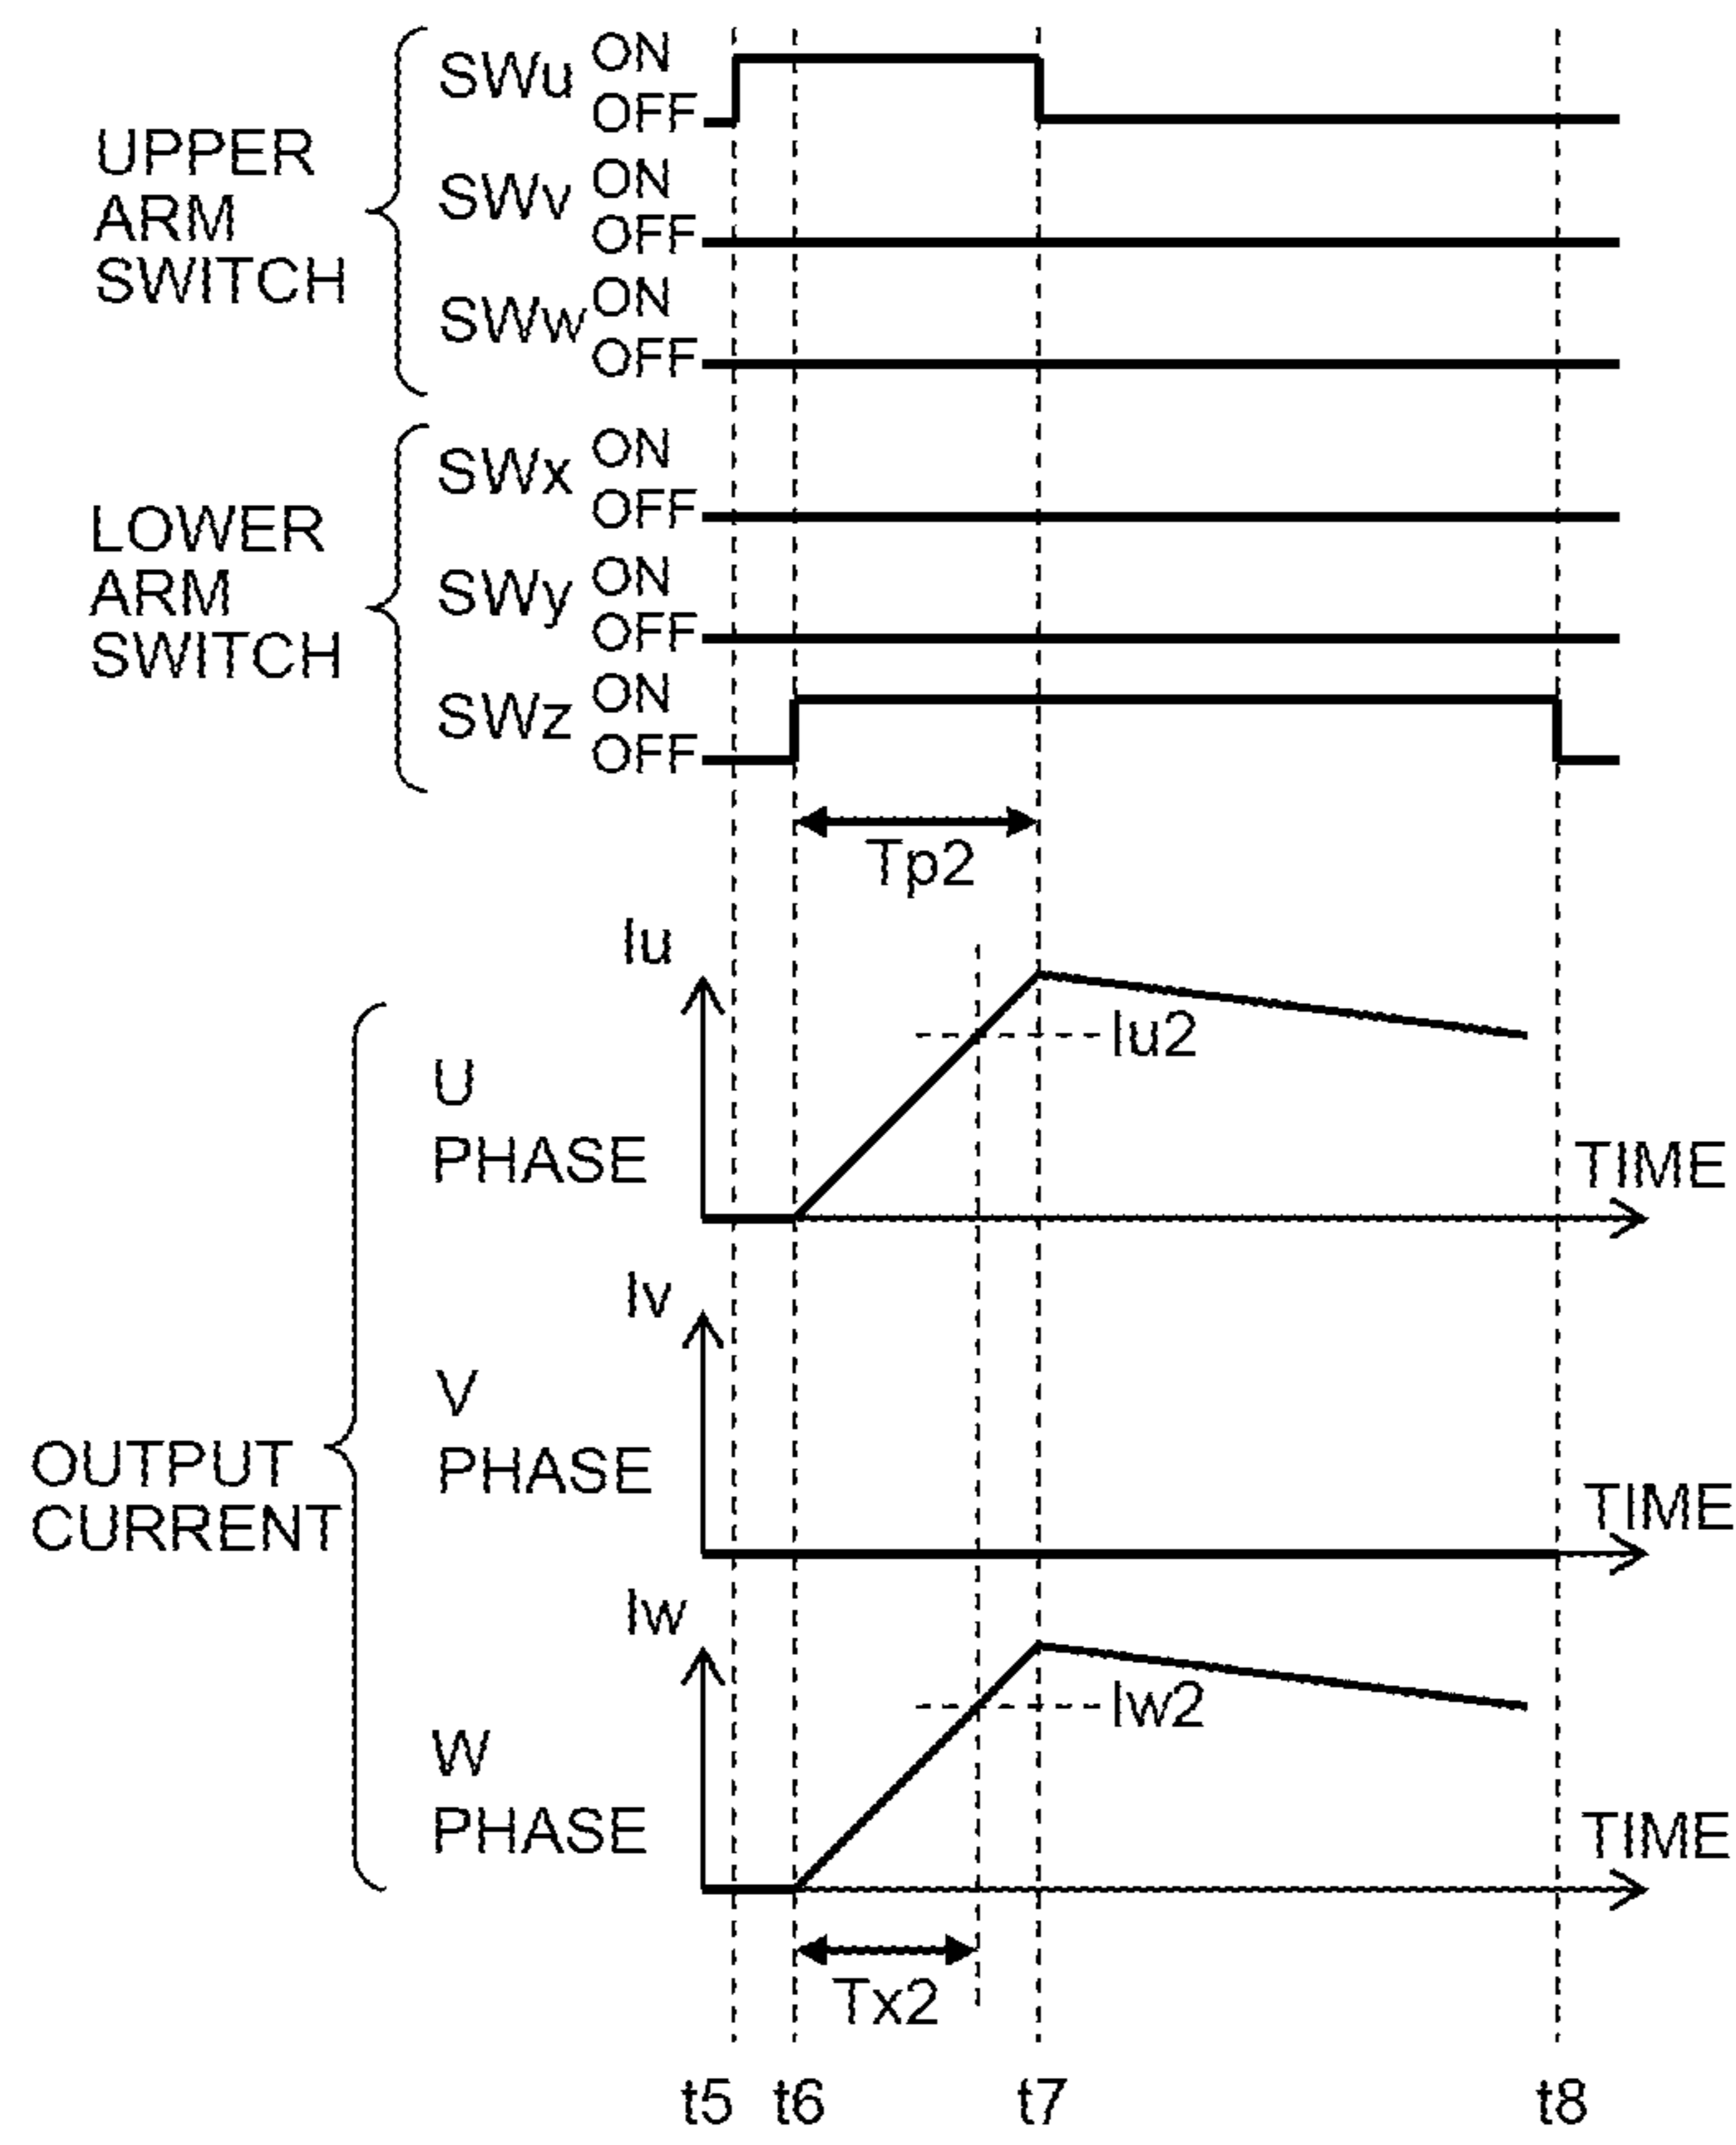 UPPER
ARM
SWITCH
SWu ON
OFF
SWv ON
OFF
SWw ON
OFF
LOWER
ARM
SWITCH
SWx ON
OFF
SWy ON
OFF
SWz ON
OFF
Tp2
OUTPUT
CURRENT
Iu
U
PHASE
Iu2
TIME
Iv
V
PHASE
TIME
Iw
W
PHASE
Iw2
TIME
Tx2
t5 t6 t7 t8